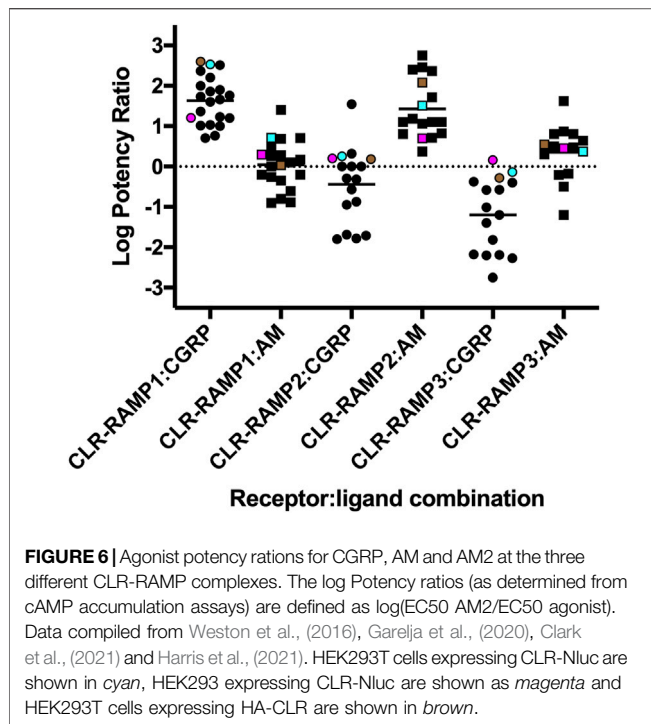 3
2
1
0
-1
-2
-3
Log Potency Ratio
CLR-RAMP1:CGRP
CLR-RAMP1:AM
CLR-RAMP2:CGRP
CLR-RAMP2:AM
CLR-RAMP3:CGRP
CLR-RAMP3:AM
Receptor:ligand combination
FIGURE 6 | Agonist potency rations for CGRP, AM and AM2 at the three
different CLR-RAMP complexes. The log Potency ratios (as determined from
cAMP accumulation assays) are defined as log(EC50 AM2/EC50 agonist).
Data compiled from Weston et al., (2016), Garelja et al., (2020), Clark
et al., (2021) and Harris et al., (2021). HEK293T cells expressing CLR-Nluc are
shown in cyan, HEK293 expressing CLR-Nluc are shown as magenta and
HEK293T cells expressing HA-CLR are shown in brown.